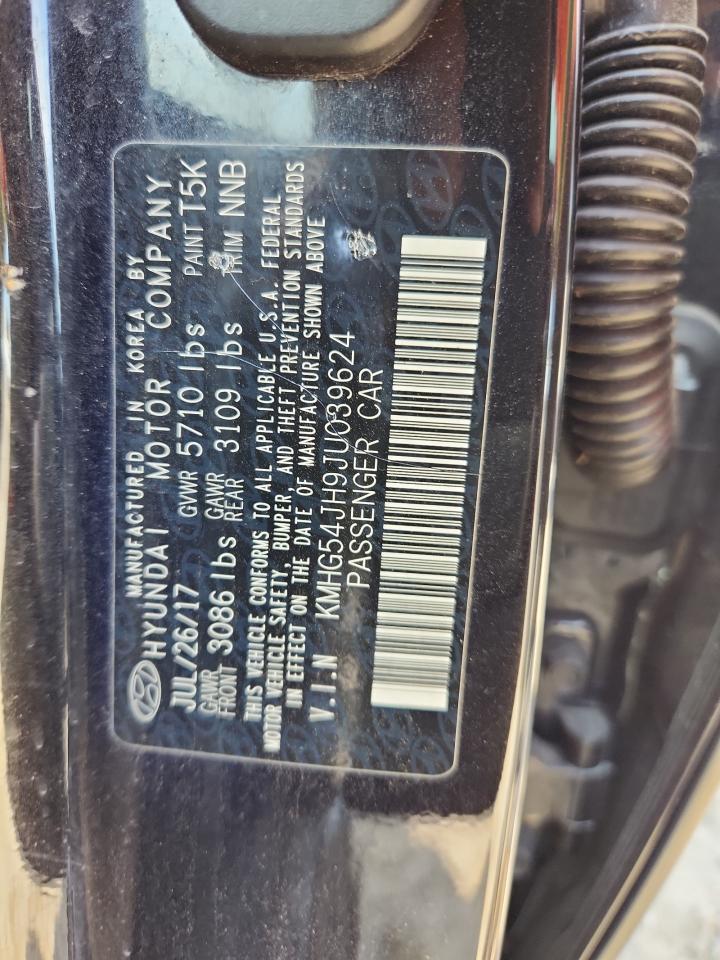 MANUFACTURED IN KOREA BY
HYUNDAI MOTOR COMPANY
JUL/26/17 GVWR 5710 lbs PAINT T5K
GAWR FRONT 3086 lbs GAWR REAR 3109 lbs TRIM NNB
THIS VEHICLE CONFORMS TO ALL APPLICABLE U.S.A. FEDERAL
MOTOR VEHICLE SAFETY, BUMPER, AND THEFT PREVENTION STANDARDS
IN EFFECT ON THE DATE OF MANUFACTURE SHOWN ABOVE
V.I.N KMHG54JH9JU039624
PASSENGER CAR